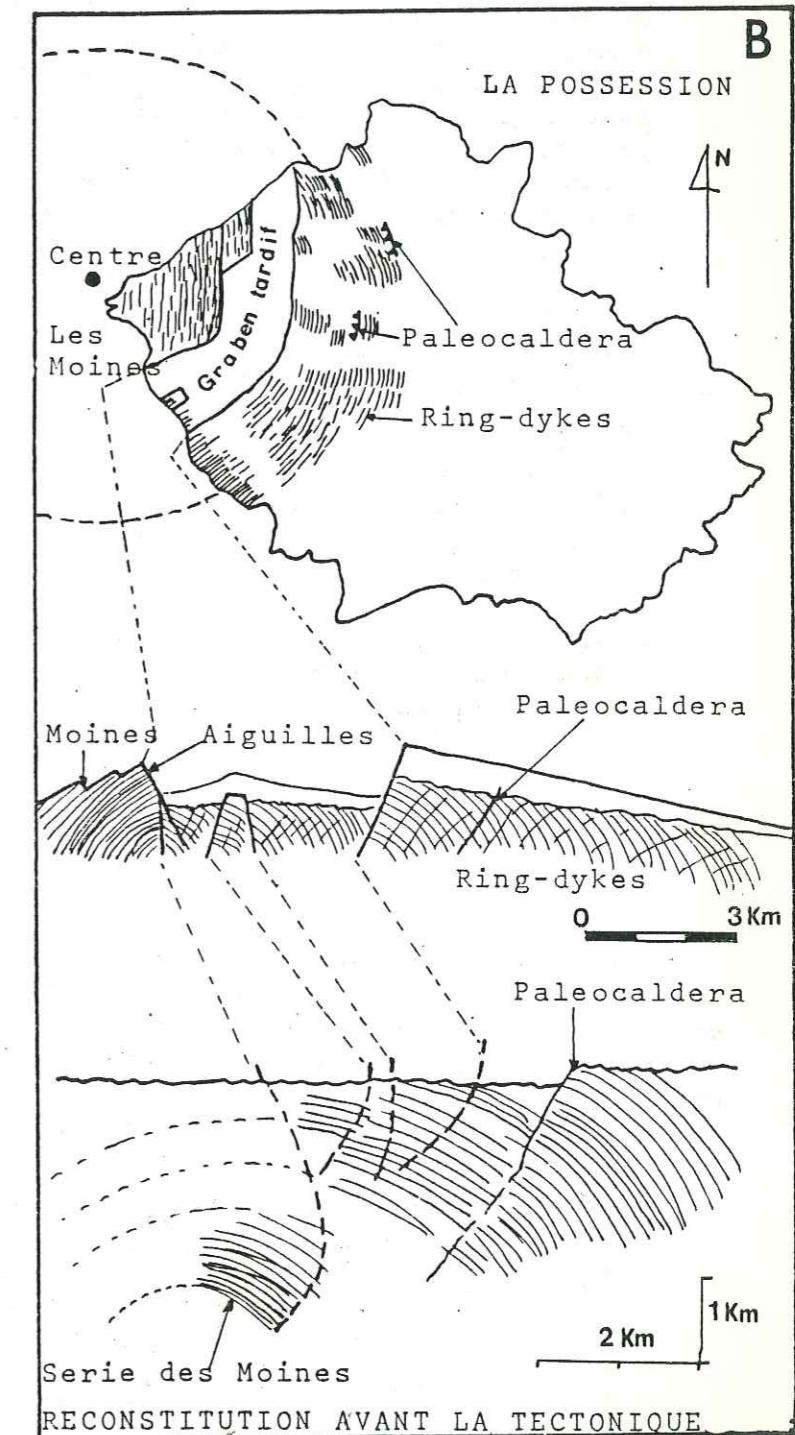 B
LA POSSESSION
N
Centre
Graben tardif
Les
Moines
Paleocaldera
Ring-dykes
Paleocaldera
Moines
Aiguilles
Ring-dykes
0 3 Km
Paleocaldera
1 Km
2 Km
Serie des Moines
RECONSTITUTION AVANT LA TECTONIQUE